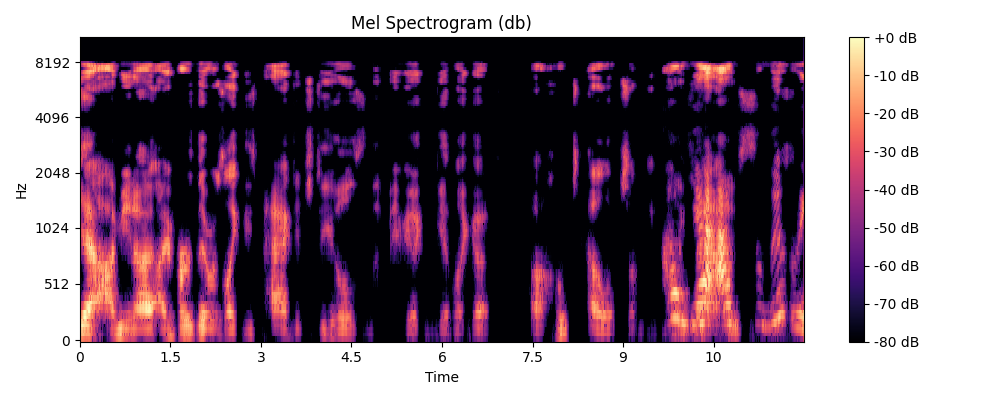 Mel Spectrogram (db)
Hz
8192
4096
2048
1024
512
0
0 1.5 3 4.5 6 7.5 9 10
Time
+0 dB
-10 dB
-20 dB
-30 dB
-40 dB
-50 dB
-60 dB
-70 dB
-80 dB